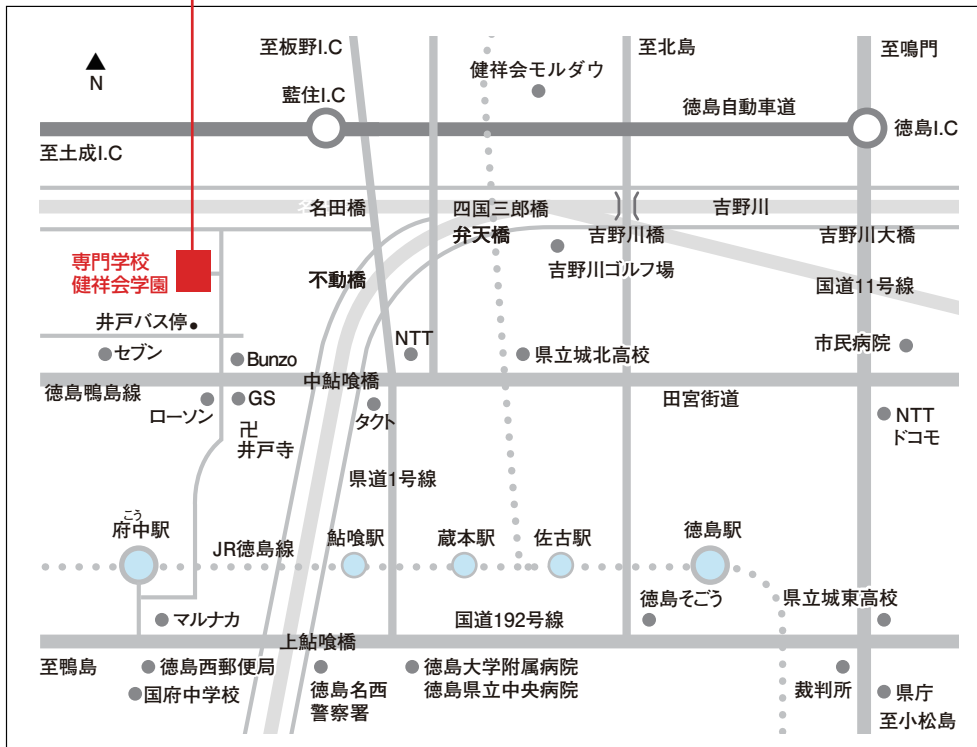 至板野I.C
至北島
至鳴門
N
健祥会モルダウ
藍住I.C
徳島自動車道
徳島I.C
至土成I.C
名田橋
四国三郎橋
吉野川
弁天橋
吉野川橋
吉野川大橋
専門学校
健祥会学園
不動橋
吉野川ゴルフ場
国道11号線
井戸バス停
セブン
Bunzo
NTT
県立城北高校
市民病院
中鮎喰橋
徳島鴨島線
田宮街道
ローソン
GS
タクト
NTT
ドコモ
卍
井戸寺
県道1号線
こう
府中駅
JR徳島線
鮎喰駅
蔵本駅
佐古駅
徳島駅
徳島そごう
県立城東高校
マルナカ
国道192号線
上鮎喰橋
至鴨島
徳島西郵便局
国府中学校
徳島名西
警察署
徳島大学附属病院
徳島県立中央病院
裁判所
県庁
至小松島